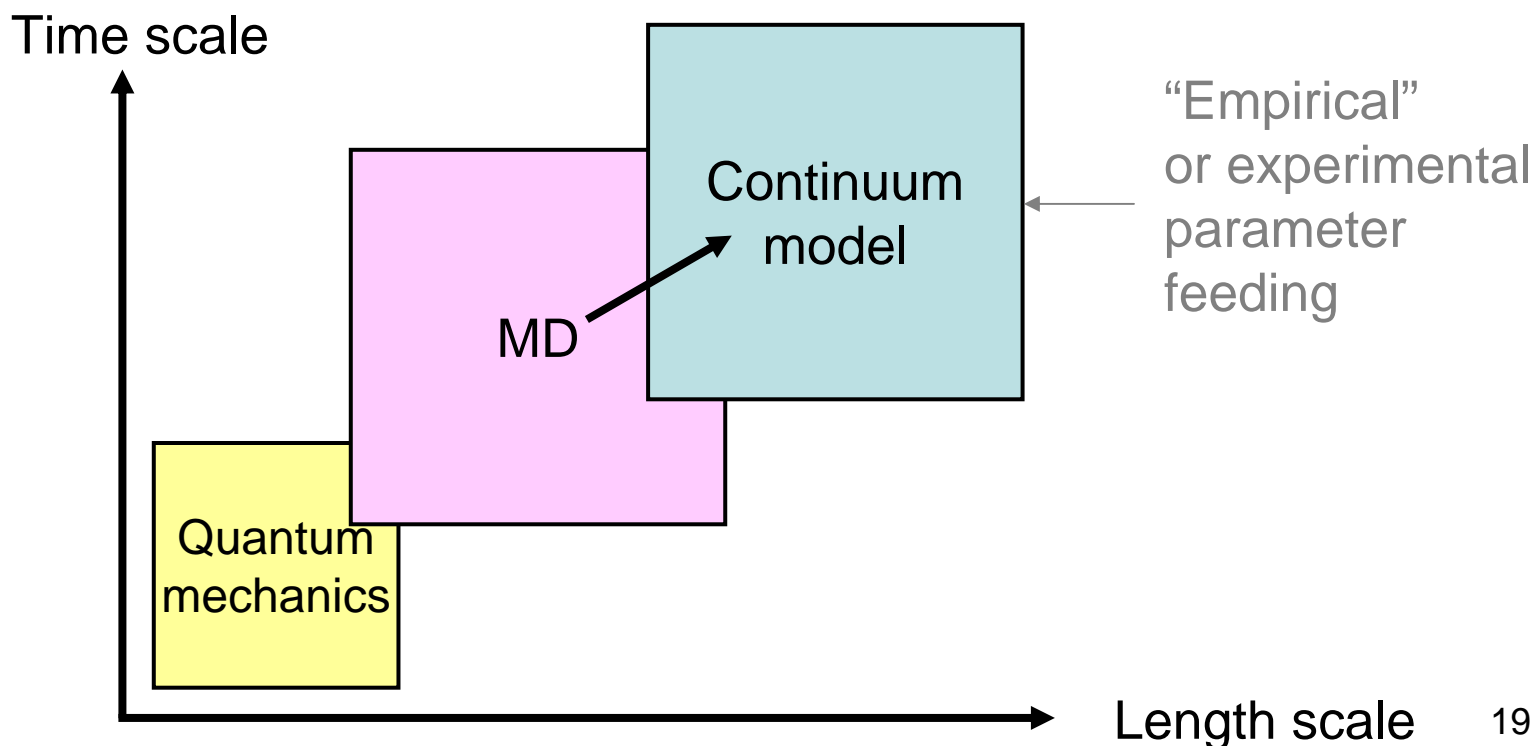 Time scale
“Empirical”
or experimental
parameter
feeding
Continuum
model
MD
Quantum
mechanics
Length scale
19